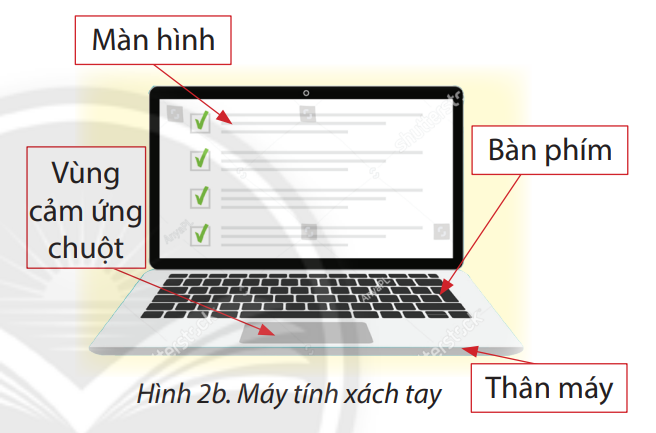 Màn hình
Bàn phím
Vùng
cảm ứng
chuột
Thân máy
Hình 2b. Máy tính xách tay